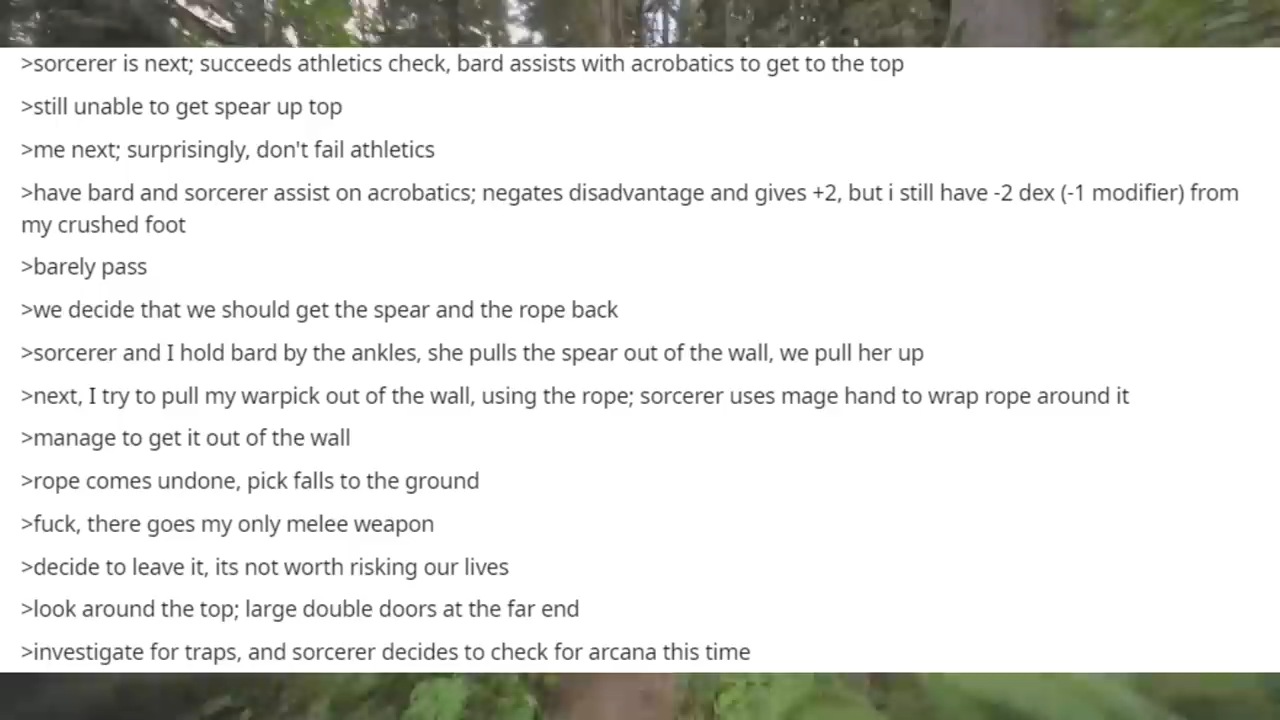 >sorcerer is next; succeeds athletics check, bard assists with acrobatics to get to the top
>still unable to get spear up top
>me next; surprisingly, don't fail athletics
>have bard and sorcerer assist on acrobatics; negates disadvantage and gives +2, but i still have -2 dex (-1 modifier) from
my crushed foot
>barely pass
>we decide that we should get the spear and the rope back
>sorcerer and I hold bard by the ankles, she pulls the spear out of the wall, we pull her up
>next, I try to pull my warpick out of the wall, using the rope; sorcerer uses mage hand to wrap rope around it
>manage to get it out of the wall
>rope comes undone, pick falls to the ground
>fuck, there goes my only melee weapon
>decide to leave it, its not worth risking our lives
>look around the top; large double doors at the far end
>investigate for traps, and sorcerer decides to check for arcana this time